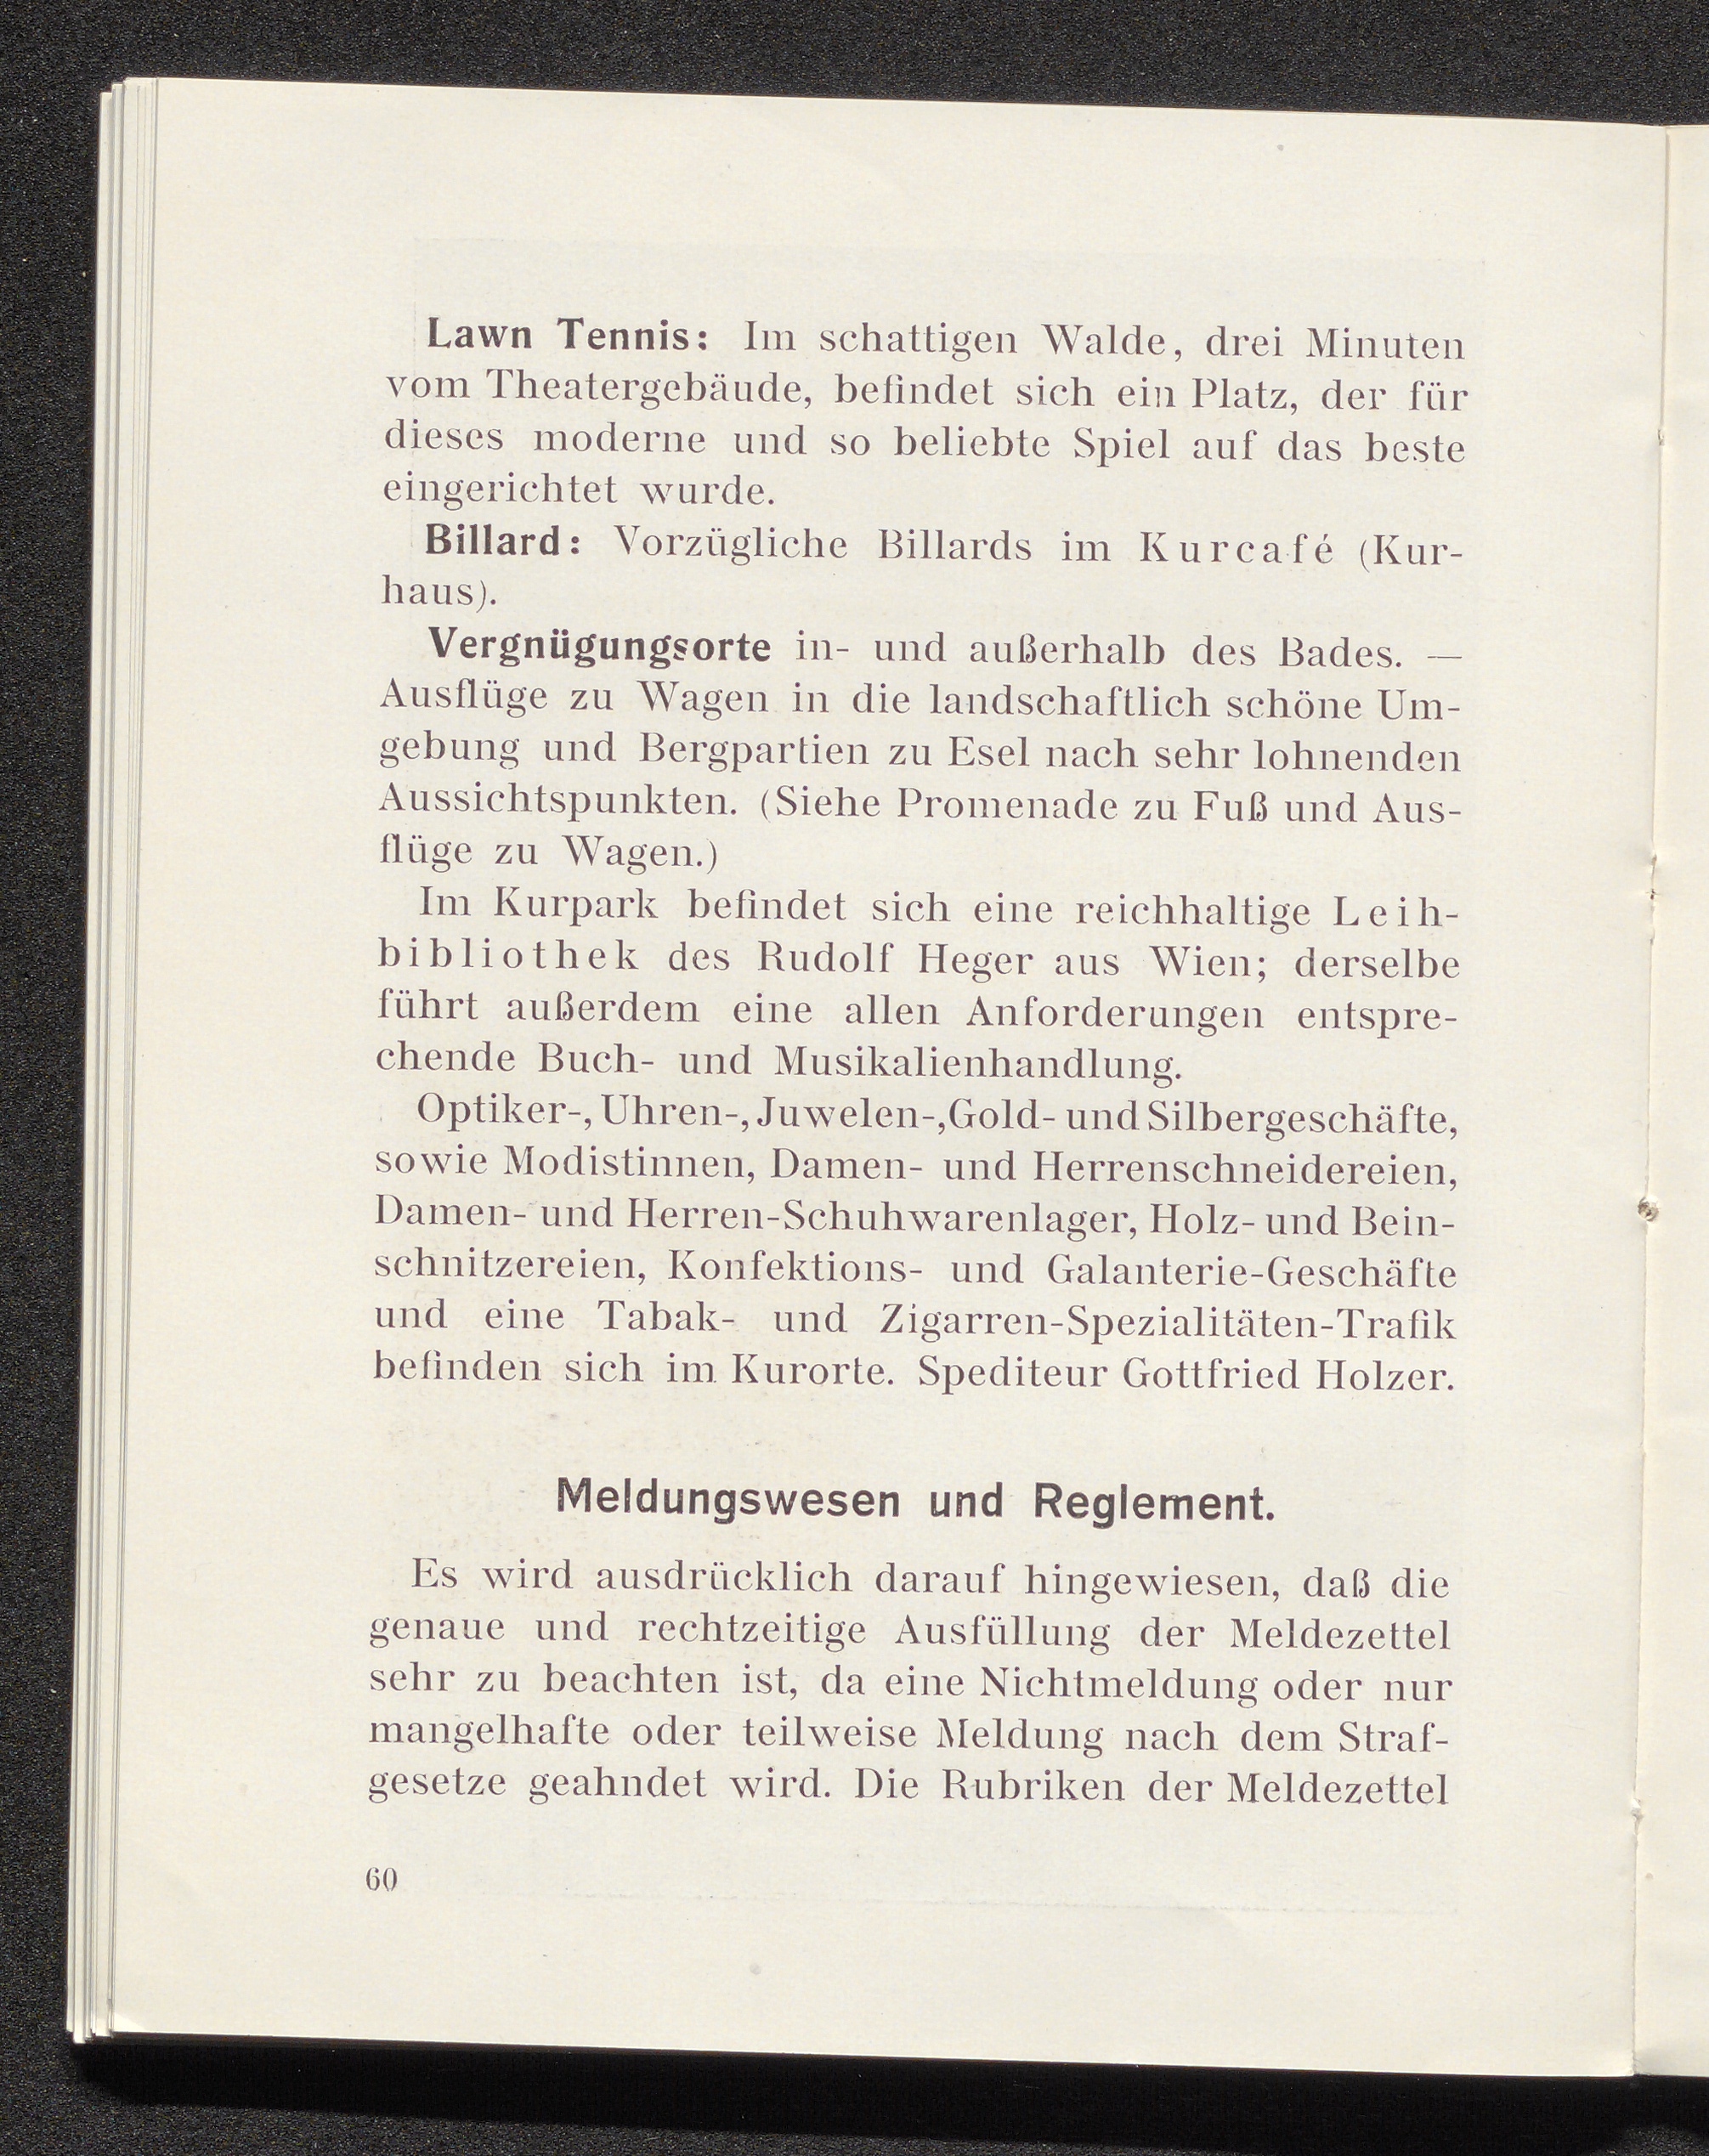 Lawn Tennis: Im schattigen Walde, drei Minuten
vom Theatergebäude, befindet sich ein Platz, der für
dieses moderne und so beliebte Spiel auf das beste
eingerichtet wurde.
Billard: Vorzügliche Billards im Kurcafé (Kur-
haus).
Vergnügungsorte in- und außerhalb des Bades. —
Ausflüge zu Wagen in die landschaftlich schöne Um-
gebung und Bergpartien zu Esel nach sehr lohnenden
Aussichtspunkten. (Siehe Promenade zu Fuß und Aus-
flüge zu Wagen.)
Im Kurpark befindet sich eine reichhaltige Leih-
bibliothek des Rudolf Heger aus Wien; derselbe
führt außerdem eine allen Anforderungen entspre-
chende Buch- und Musikalienhandlung.
Optiker-, Uhren-, Juwelen-, Gold- und Silbergeschäfte,
sowie Modistinnen, Damen- und Herrenschneidereien,
Damen- und Herren-Schuhwarenlager, Holz- und Bein-
schnitzereien, Konfektions- und Galanterie-Geschäfte
und eine Tabak- und Zigarren-Spezialitäten-Trafik
befinden sich im Kurorte. Spediteur Gottfried Holzer.
Meldungswesen und Reglement.
Es wird ausdrücklich darauf hingewiesen, daß die
genaue und rechtzeitige Ausfüllung der Meldezettel
sehr zu beachten ist, da eine Nichtmeldung oder nur
mangelhafte oder teilweise Meldung nach dem Straf-
gesetze geahndet wird. Die Rubriken der Meldezettel
60